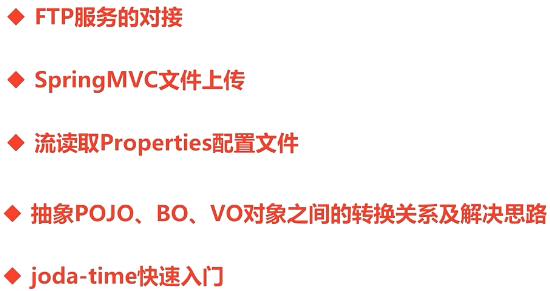 ◆ FTP服务的对接
◆ SpringMVC文件上传
◆ 流读取Properties配置文件
◆ 抽象POJO、BO、VO对象之间的转换关系及解决思路
◆ joda-time快速入门